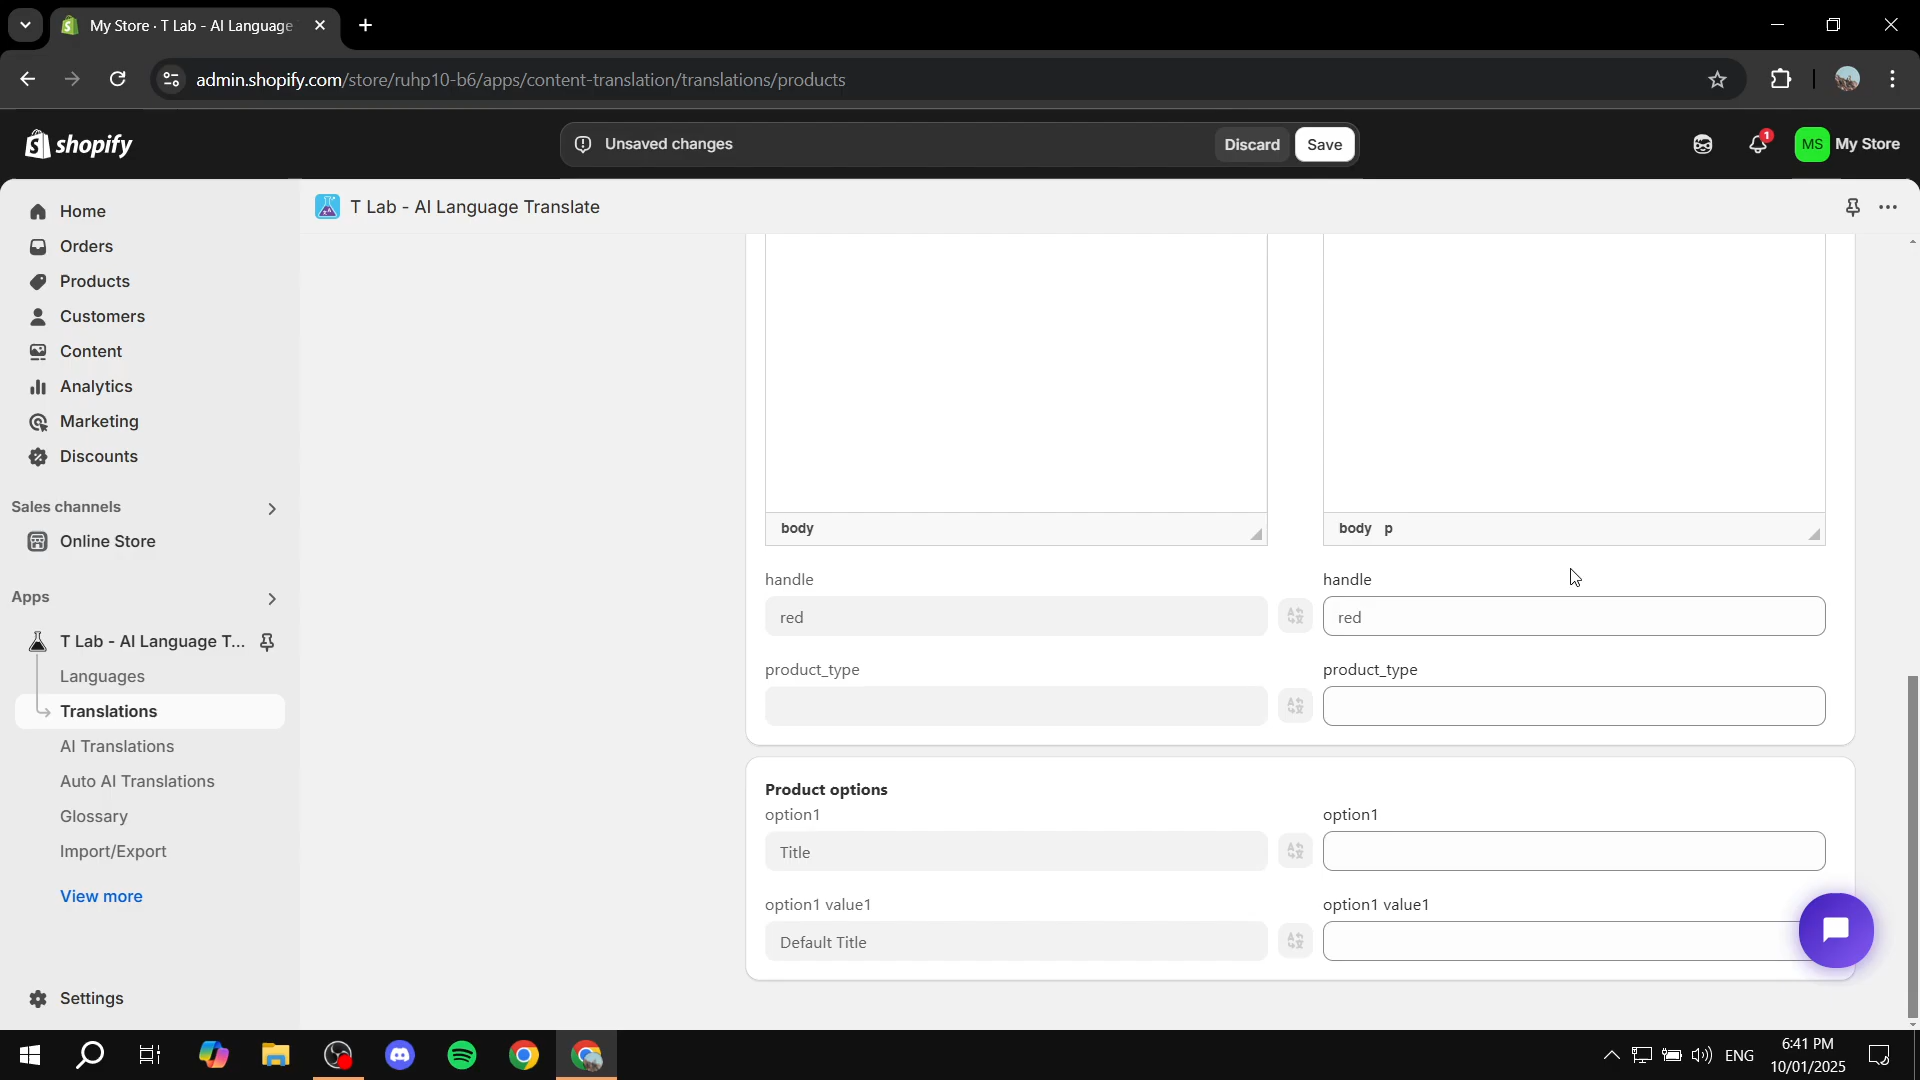 My Store · T Lab - AI Language
admin.shopify.com/store/ruhp10-b6/apps/content-translation/translations/products
shopify
Unsaved changes
Discard
Save
1
MS
My Store
T Lab - AI Language Translate
Home
Orders
Products
Customers
Content
Analytics
Marketing
Discounts
Sales channels
Online Store
Apps
T Lab - AI Language T...
Languages
Translations
AI Translations
Auto AI Translations
Glossary
Import/Export
View more
Settings
body
body p
handle
handle
red
red
product_type
product_type
Product options
option1
option1
Title
option1 value1
option1 value1
Default Title
ENG
6:41 PM
10/01/2025